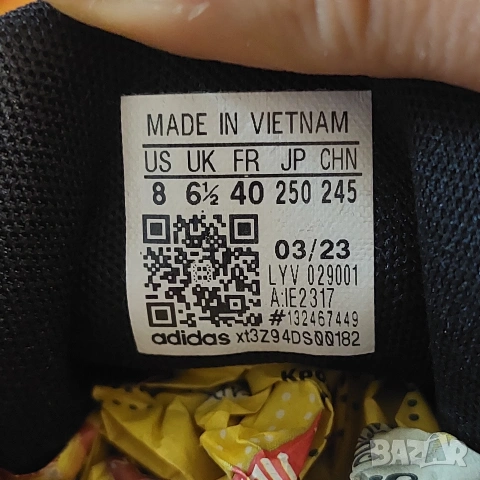 MADE IN VIETNAM
US UK FR JP CHN
8 6½ 40 250 245
03/23
LYV 029001
A:IE2317
#132467449
adidas xt3Z94DS00182
BAZAR